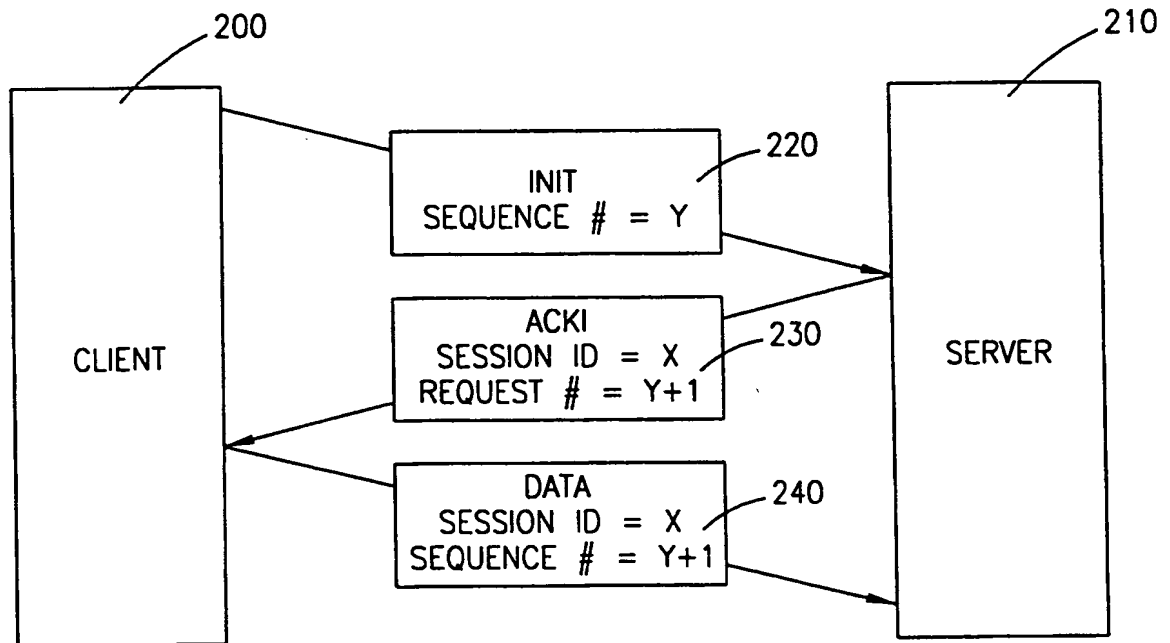 200
210
220
INIT
SEQUENCE # = Y
ACKI
SESSION ID = X
REQUEST # = Y+1
230
CLIENT
SERVER
DATA
SESSION ID = X
SEQUENCE # = Y+1
240